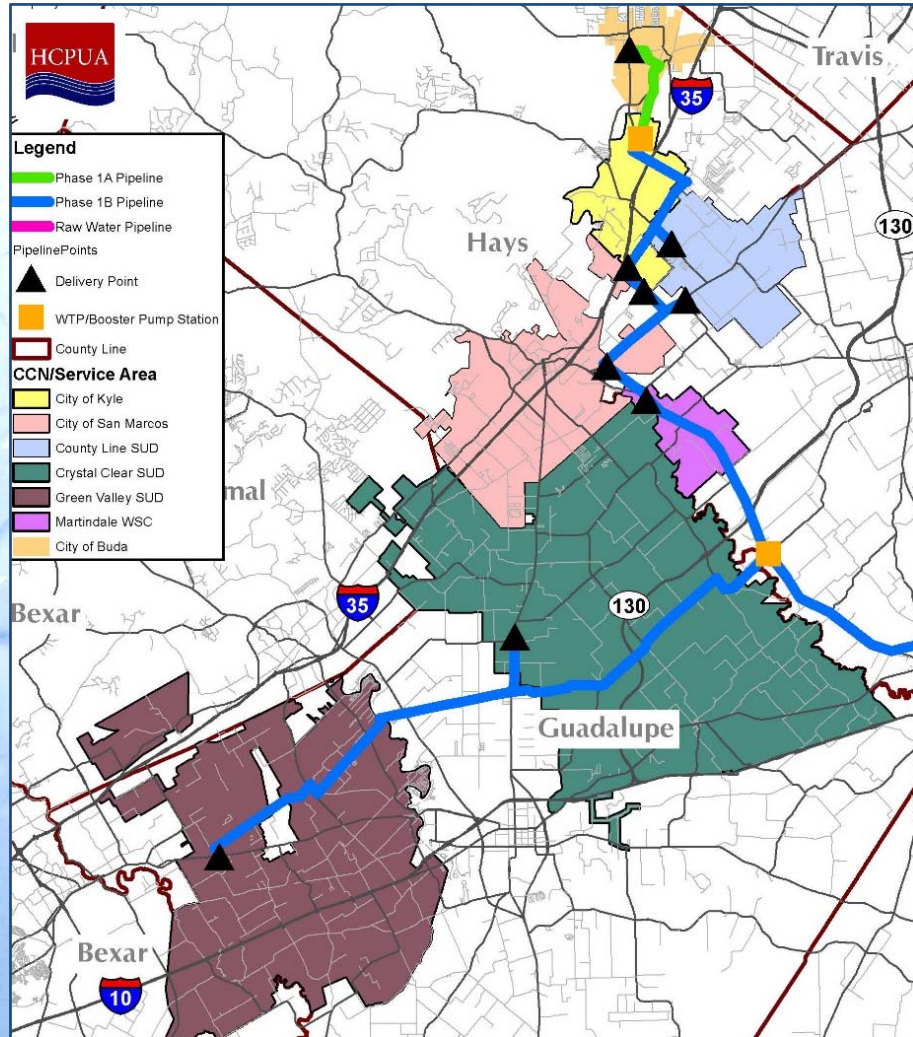 HCPUA
Travis
35
Legend
Phase 1A Pipeline
Phase 1B Pipeline
Raw Water Pipeline
PipelinePoints
Delivery Point
WTP/Booster Pump Station
County Line
CCN/Service Area
City of Kyle
City of San Marcos
County Line SUD
Crystal Clear SUD
Green Valley SUD
Martindale WSC
City of Buda
130
Hays
mal
Bexar
35
130
Guadalupe
Bexar
10